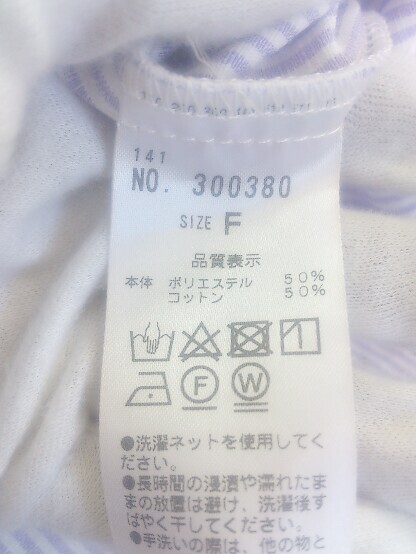 141
NO. 300380
SIZE F
品質表示
本体 ポリエステル 50%
コットン 50%
F W
●洗濯ネットを使用してく
ださい。
●長時間の浸漬や濡れたま
まの放置は避け、洗濯後す
ばやく干してください。
●手洗いの際は、他の物と